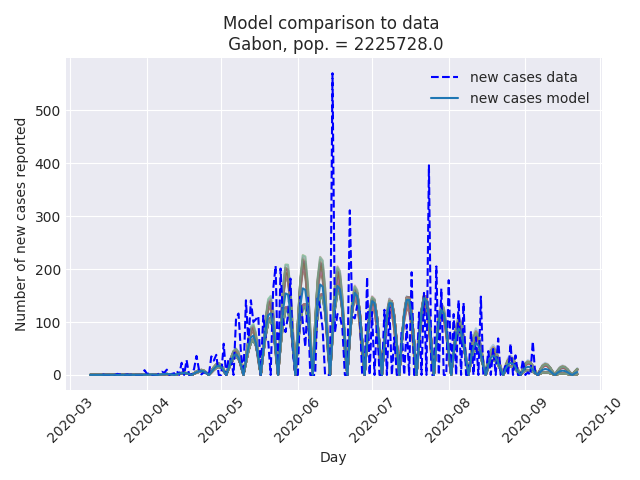 Model comparison to data
Gabon, pop. = 2225728.0
new cases data
new cases model
Number of new cases reported
500
400
300
200
100
0
2020-03
2020-04
2020-05
2020-06
2020-07
2020-08
2020-09
2020-10
Day